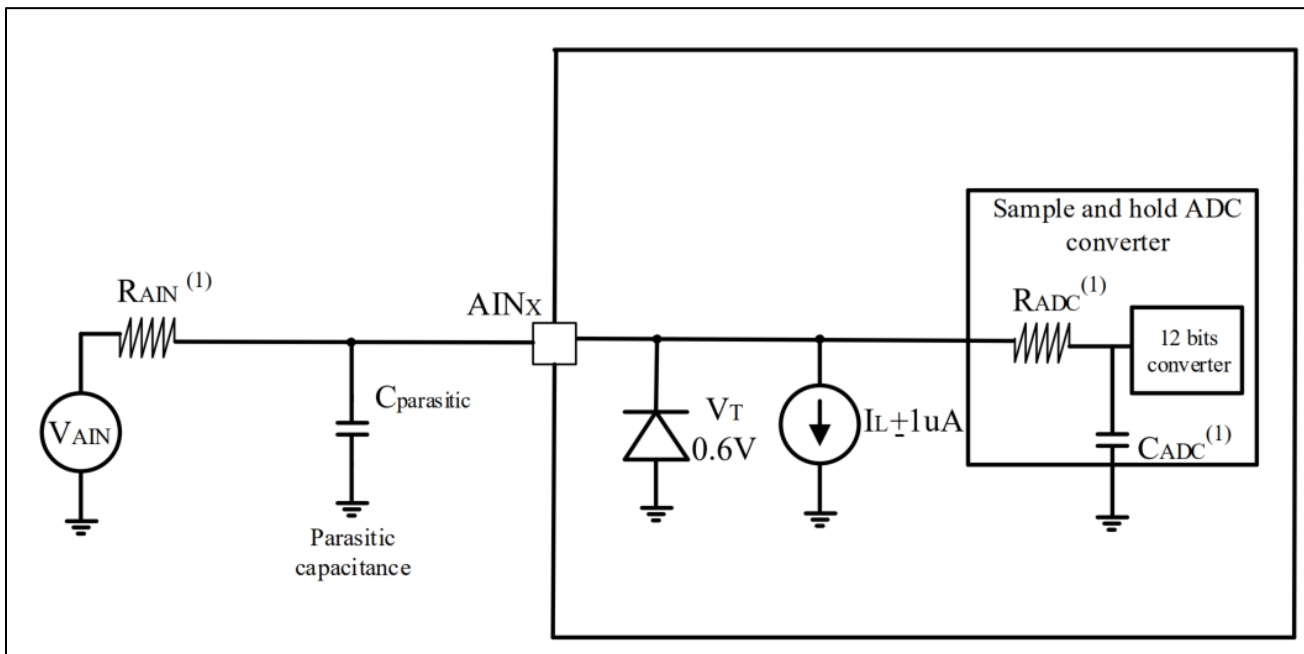 Sample and hold ADC
converter
RAIN (1)
AINX
RADC(1)
12 bits
converter
VAIN
Cparasitic
VT
0.6V
IL±1uA
CADC(1)
Parasitic
capacitance